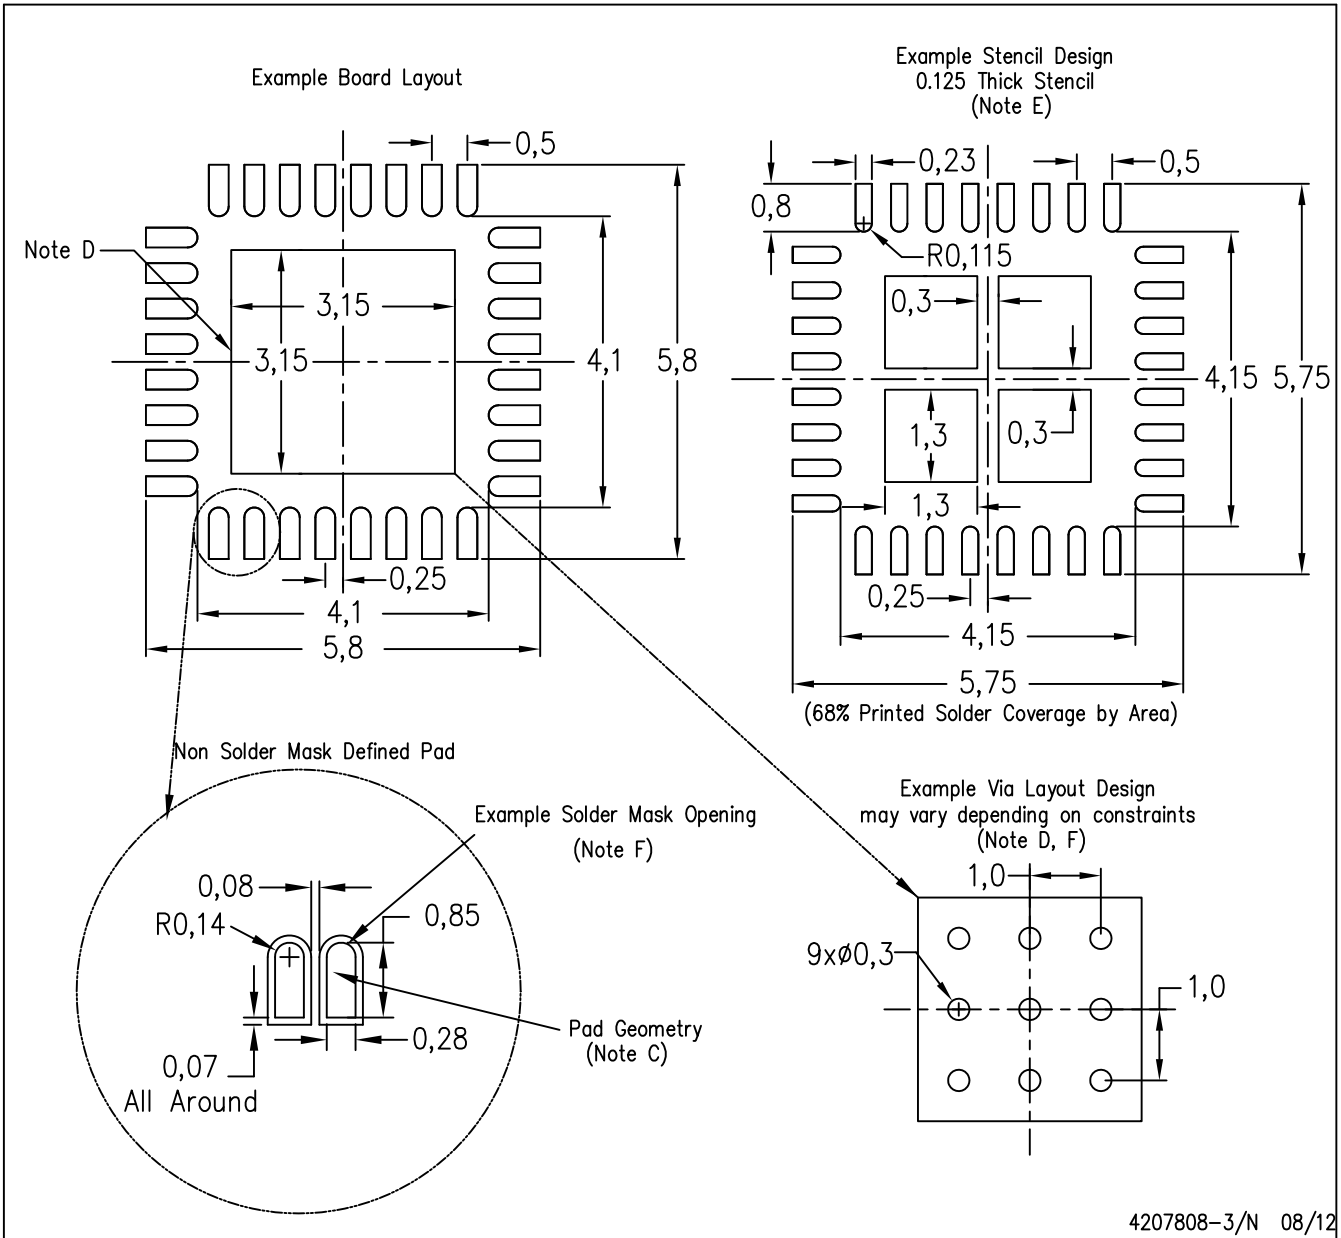 Example Board Layout
0,5
Note D
3,15
3,15
4,1
5,8
0,25
4,1
5,8
Example Stencil Design
0.125 Thick Stencil
(Note E)
0,23
0,5
0,8
R0,115
0,3
4,15
5,75
1,3
0,3
1,3
0,25
4,15
5,75
(68% Printed Solder Coverage by Area)
Non Solder Mask Defined Pad
Example Solder Mask Opening
(Note F)
0,08
R0,14
0,85
0,28
Pad Geometry
(Note C)
0,07
All Around
Example Via Layout Design
may vary depending on constraints
(Note D, F)
1,0
9xø0,3
1,0
4207808-3/N 08/12